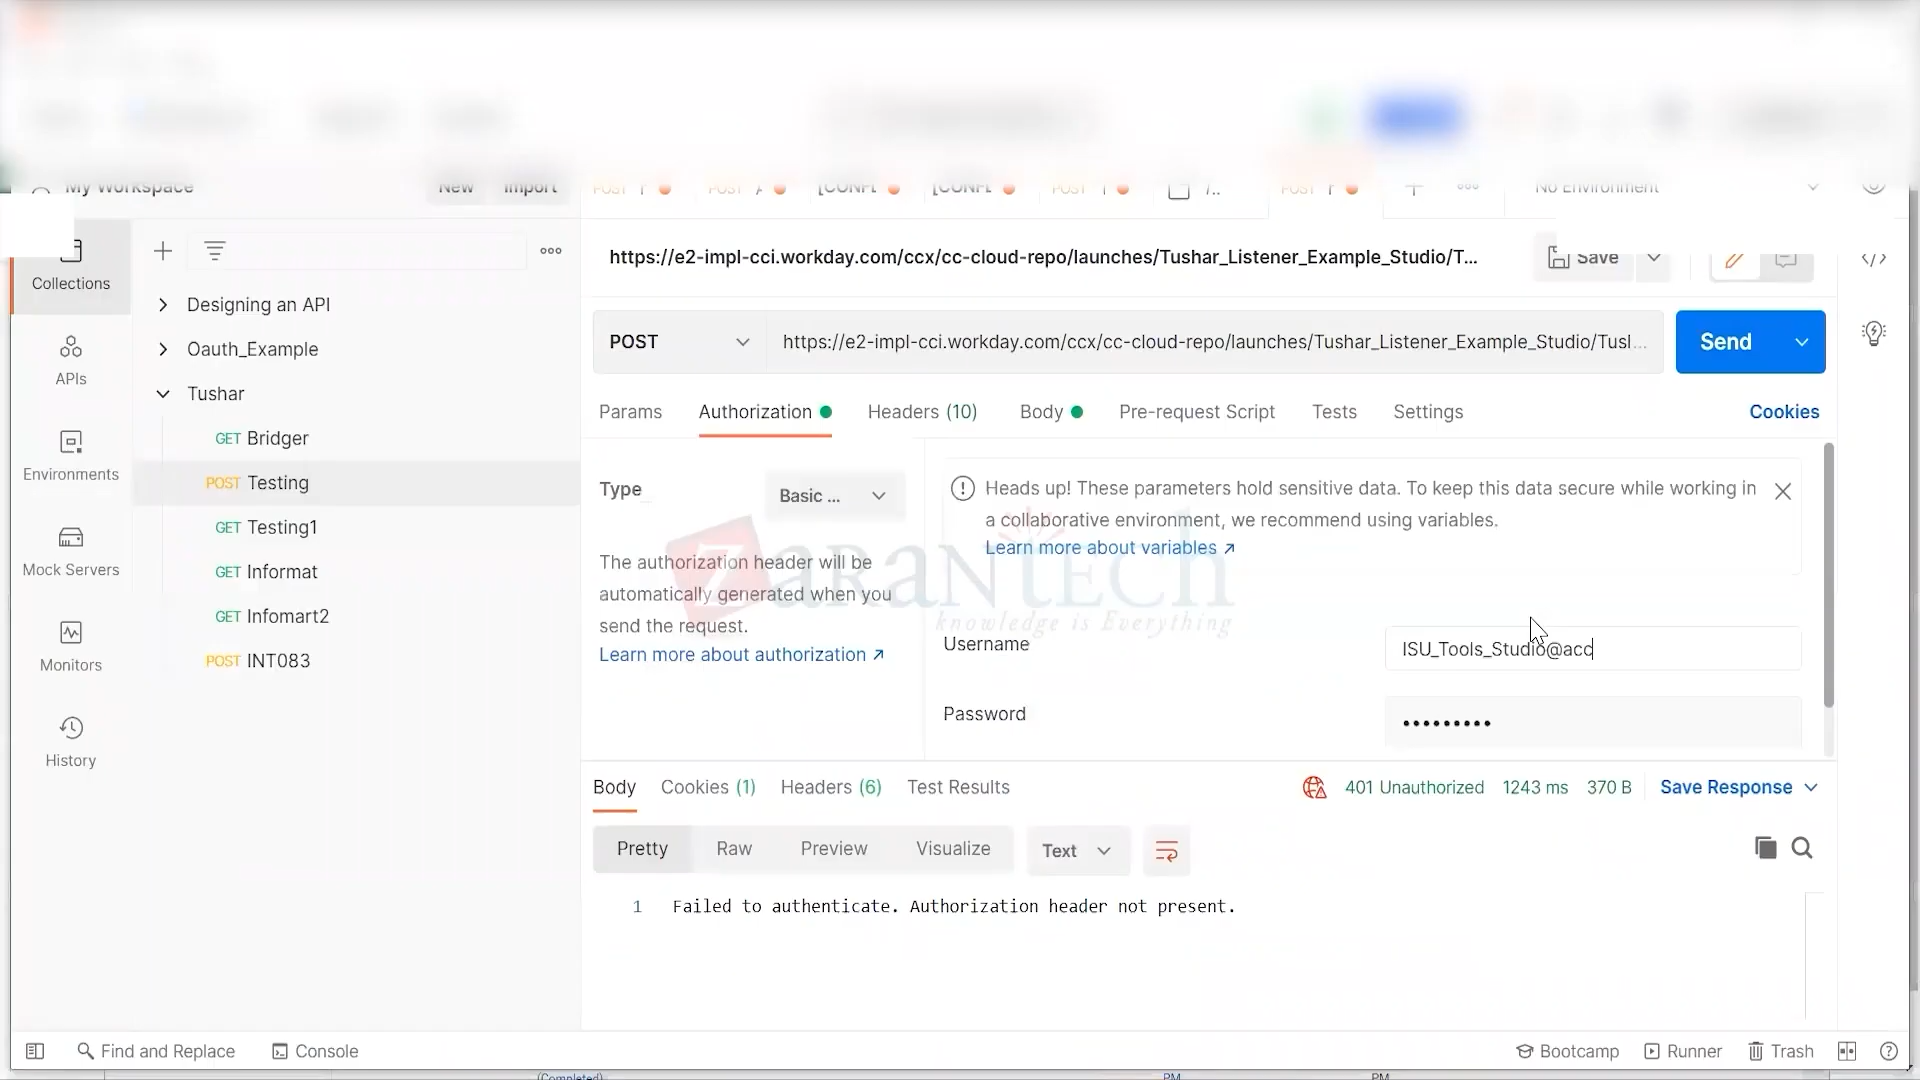 My Workspace
New
Import
No Environment
Collections
https://e2-impl-cci.workday.com/ccx/cc-cloud-repo/launches/Tushar_Listener_Example_Studio/T...
Save
Designing an API
Oauth_Example
Tushar
GET Bridger
POST Testing
GET Testing1
GET Informat
GET Infomart2
POST INT083
APIs
Environments
Mock Servers
Monitors
History
POST
https://e2-impl-cci.workday.com/ccx/cc-cloud-repo/launches/Tushar_Listener_Example_Studio/Tusl...
Send
Params
Authorization
Headers (10)
Body
Pre-request Script
Tests
Settings
Cookies
Type
Basic ...
The authorization header will be
automatically generated when you
send the request.
Learn more about authorization ↗
Heads up! These parameters hold sensitive data. To keep this data secure while working in
a collaborative environment, we recommend using variables.
Learn more about variables ↗
ZaRaNTECH
knowledge is Everything
Username
ISU_Tools_Studio@acc
Password
•••••••••
Body
Cookies (1)
Headers (6)
Test Results
401 Unauthorized
1243 ms
370 B
Save Response
Pretty
Raw
Preview
Visualize
Text
1 Failed to authenticate. Authorization header not present.
Find and Replace
Console
Bootcamp
Runner
Trash
(Completed)
PM
PM